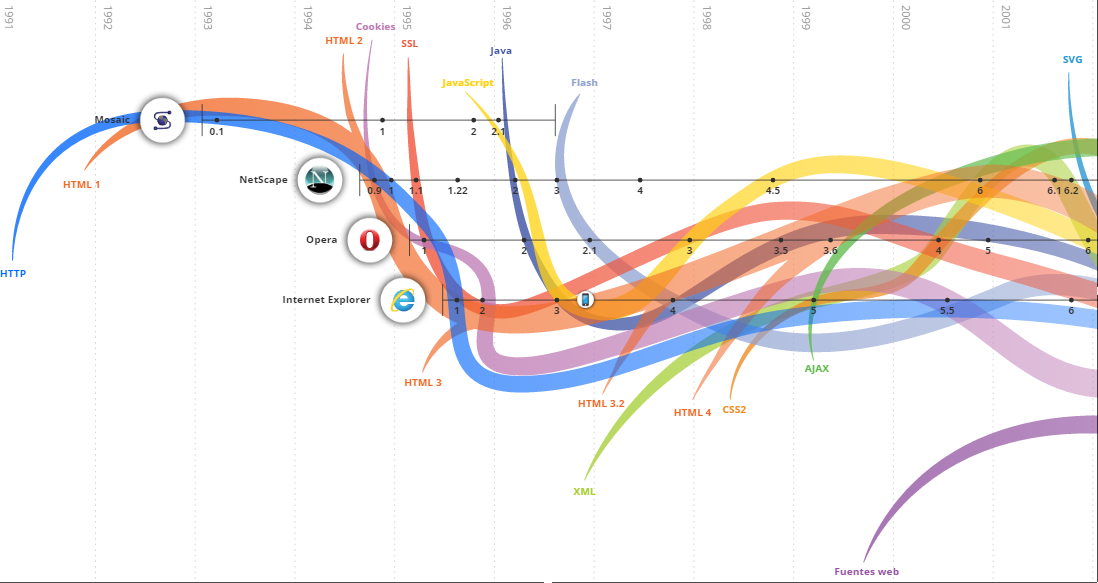 1991
1992
1993
1994
1995
1996
1997
1998
1999
2000
2001
Cookies
HTML 2
SSL
Java
SVG
JavaScript
Flash
Mosaic
0.1
1
2
2.1
HTML 1
NetScape
N
0.9
1
1.1
1.22
2
3
4
4.5
6
6.1
6.2
Opera
1
2
2.1
3
3.5
3.6
4
5
6
HTTP
Internet Explorer
1
2
3
4
5
5.5
6
HTML 3
AJAX
HTML 3.2
HTML 4
CSS2
XML
Fuentes web